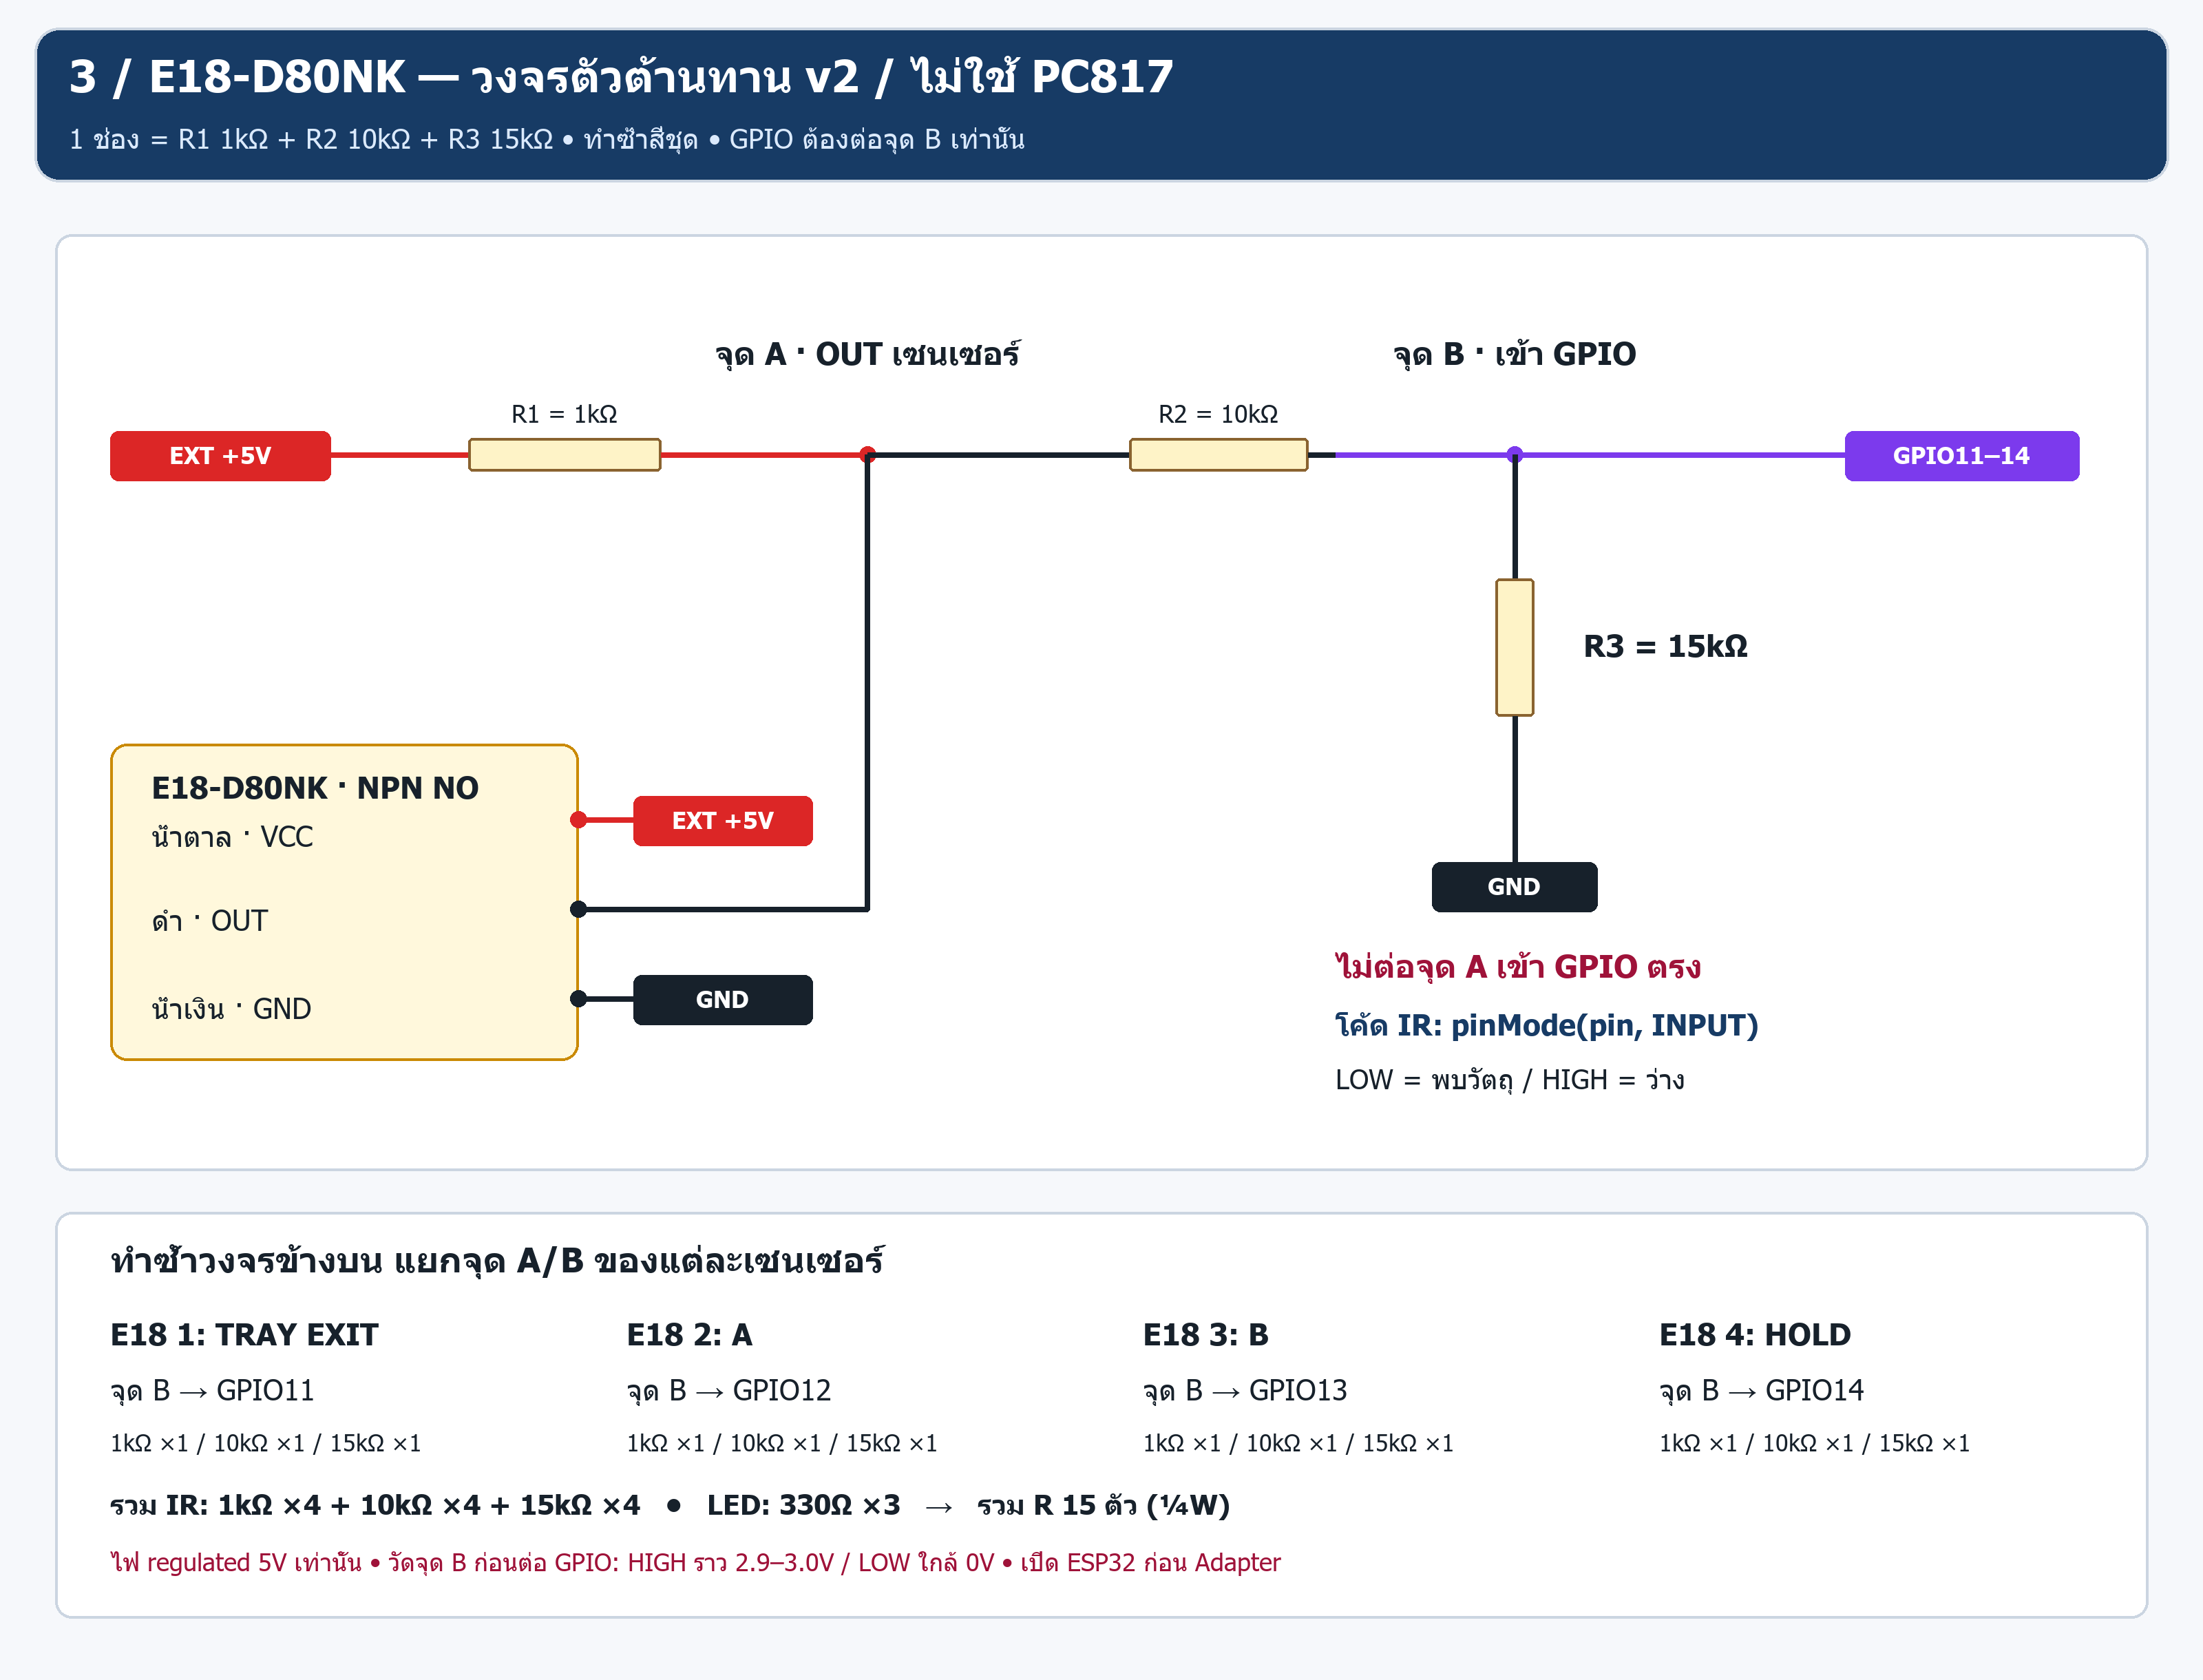 3 / E18-D80NK — วงจรตัวต้านทาน v2 / ไม่ใช้ PC817
1 ช่อง = R1 1kΩ + R2 10kΩ + R3 15kΩ • ทำซ้ำสี่ชุด • GPIO ต้องต่อจุด B เท่านั้น
จุด A · OUT เซนเซอร์
จุด B · เข้า GPIO
R1 = 1kΩ
R2 = 10kΩ
EXT +5V
GPIO11–14
R3 = 15kΩ
E18-D80NK · NPN NO
น้ำตาล · VCC
EXT +5V
ดำ · OUT
น้ำเงิน · GND
GND
GND
ไม่ต่อจุด A เข้า GPIO ตรง
โค้ด IR: pinMode(pin, INPUT)
LOW = พบวัตถุ / HIGH = ว่าง
ทำซ้ำวงจรข้างบน แยกจุด A/B ของแต่ละเซนเซอร์
E18 1: TRAY EXIT
จุด B → GPIO11
1kΩ ×1 / 10kΩ ×1 / 15kΩ ×1
E18 2: A
จุด B → GPIO12
1kΩ ×1 / 10kΩ ×1 / 15kΩ ×1
E18 3: B
จุด B → GPIO13
1kΩ ×1 / 10kΩ ×1 / 15kΩ ×1
E18 4: HOLD
จุด B → GPIO14
1kΩ ×1 / 10kΩ ×1 / 15kΩ ×1
รวม IR: 1kΩ ×4 + 10kΩ ×4 + 15kΩ ×4 • LED: 330Ω ×3 → รวม R 15 ตัว (¼W)
ไฟ regulated 5V เท่านั้น • วัดจุด B ก่อนต่อ GPIO: HIGH ราว 2.9–3.0V / LOW ใกล้ 0V • เปิด ESP32 ก่อน Adapter